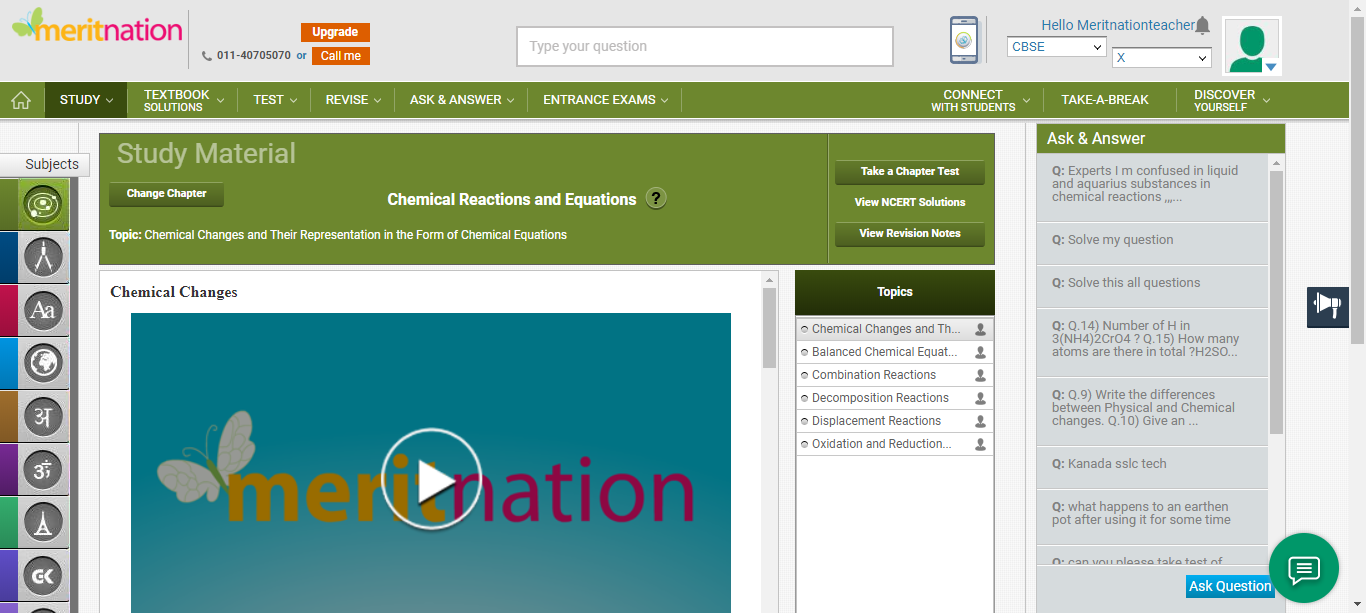 meritnation
011-40705070 or
Upgrade
Call me
Type your question
Hello Meritnationteacher
CBSE
X
STUDY
TEXTBOOK
SOLUTIONS
TEST
REVISE
ASK & ANSWER
ENTRANCE EXAMS
CONNECT
WITH STUDENTS
TAKE-A-BREAK
DISCOVER
YOURSELF
Subjects
Aa
अ
ॐ
GK
Study Material
Change Chapter
Chemical Reactions and Equations ?
Topic: Chemical Changes and Their Representation in the Form of Chemical Equations
Take a Chapter Test
View NCERT Solutions
View Revision Notes
Chemical Changes
meritnation
Topics
Chemical Changes and Th...
Balanced Chemical Equat...
Combination Reactions
Decomposition Reactions
Displacement Reactions
Oxidation and Reduction...
Ask & Answer
Q: Experts I m confused in liquid
and aquarius substances in
chemical reactions ,,,...
Q: Solve my question
Q: Solve this all questions
Q: Q.14) Number of H in
3(NH4)2CrO4 ? Q.15) How many
atoms are there in total ?H2SO...
Q: Q.9) Write the differences
between Physical and Chemical
changes. Q.10) Give an ...
Q: Kanada sslc tech
Q: what happens to an earthen
pot after using it for some time
Q: can you please take test of
Ask Question